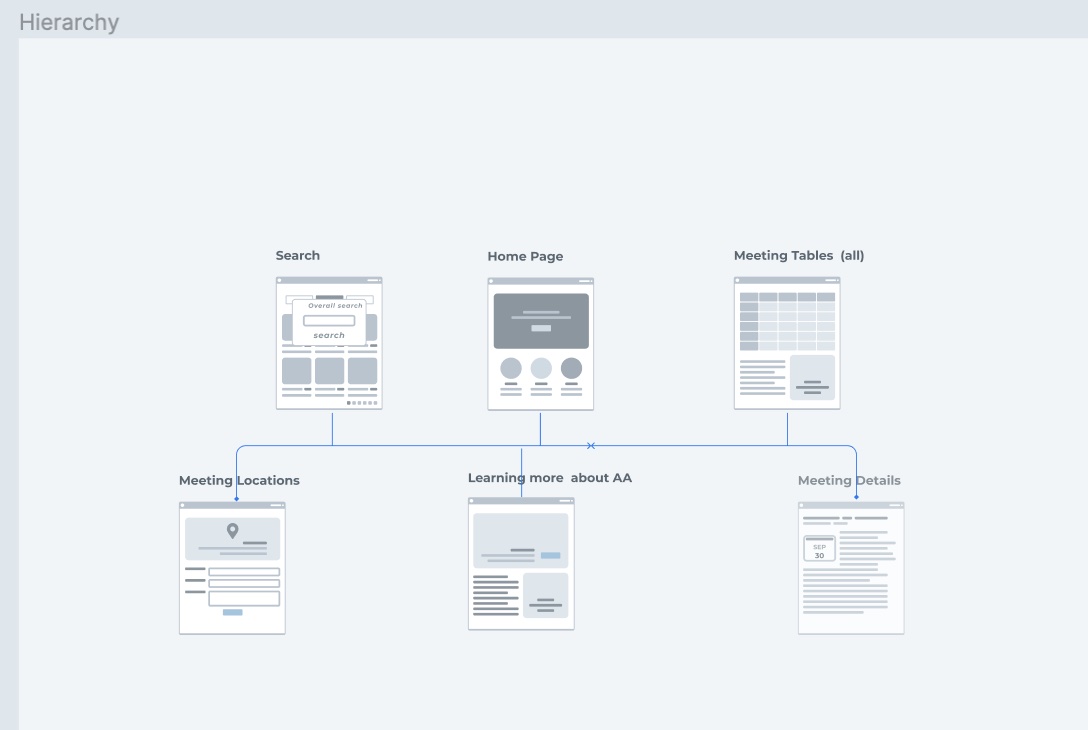 Hierarchy
Search
Home Page
Meeting Tables (all)
Overall search
search
Meeting Locations
Learning more about AA
Meeting Details
SEP
30